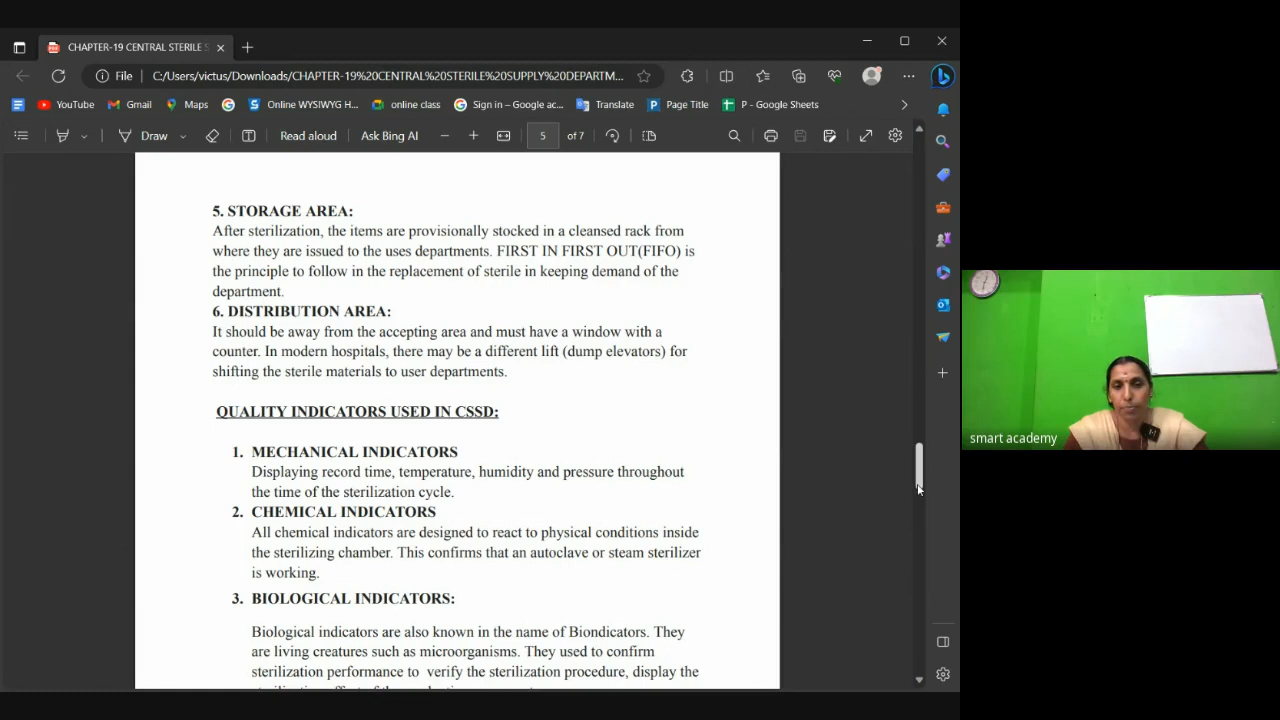 CHAPTER-19 CENTRAL STERILE S
File
C:/Users/victus/Downloads/CHAPTER-19%20CENTRAL%20STERILE%20SUPPLY%20DEPARTM...
YouTube Gmail Maps Online WYSIWYG H... online class Sign in – Google ac... Translate Page Title P - Google Sheets
Draw Read aloud Ask Bing AI 5 of 7
5. STORAGE AREA:
After sterilization, the items are provisionally stocked in a cleansed rack from
where they are issued to the uses departments. FIRST IN FIRST OUT(FIFO) is
the principle to follow in the replacement of sterile in keeping demand of the
department.
6. DISTRIBUTION AREA:
It should be away from the accepting area and must have a window with a
counter. In modern hospitals, there may be a different lift (dump elevators) for
shifting the sterile materials to user departments.
QUALITY INDICATORS USED IN CSSD:
1. MECHANICAL INDICATORS
Displaying record time, temperature, humidity and pressure throughout
the time of the sterilization cycle.
2. CHEMICAL INDICATORS
All chemical indicators are designed to react to physical conditions inside
the sterilizing chamber. This confirms that an autoclave or steam sterilizer
is working.
3. BIOLOGICAL INDICATORS:
Biological indicators are also known in the name of Biondicators. They
are living creatures such as microorganisms. They used to confirm
sterilization performance to verify the sterilization procedure, display the
smart academy